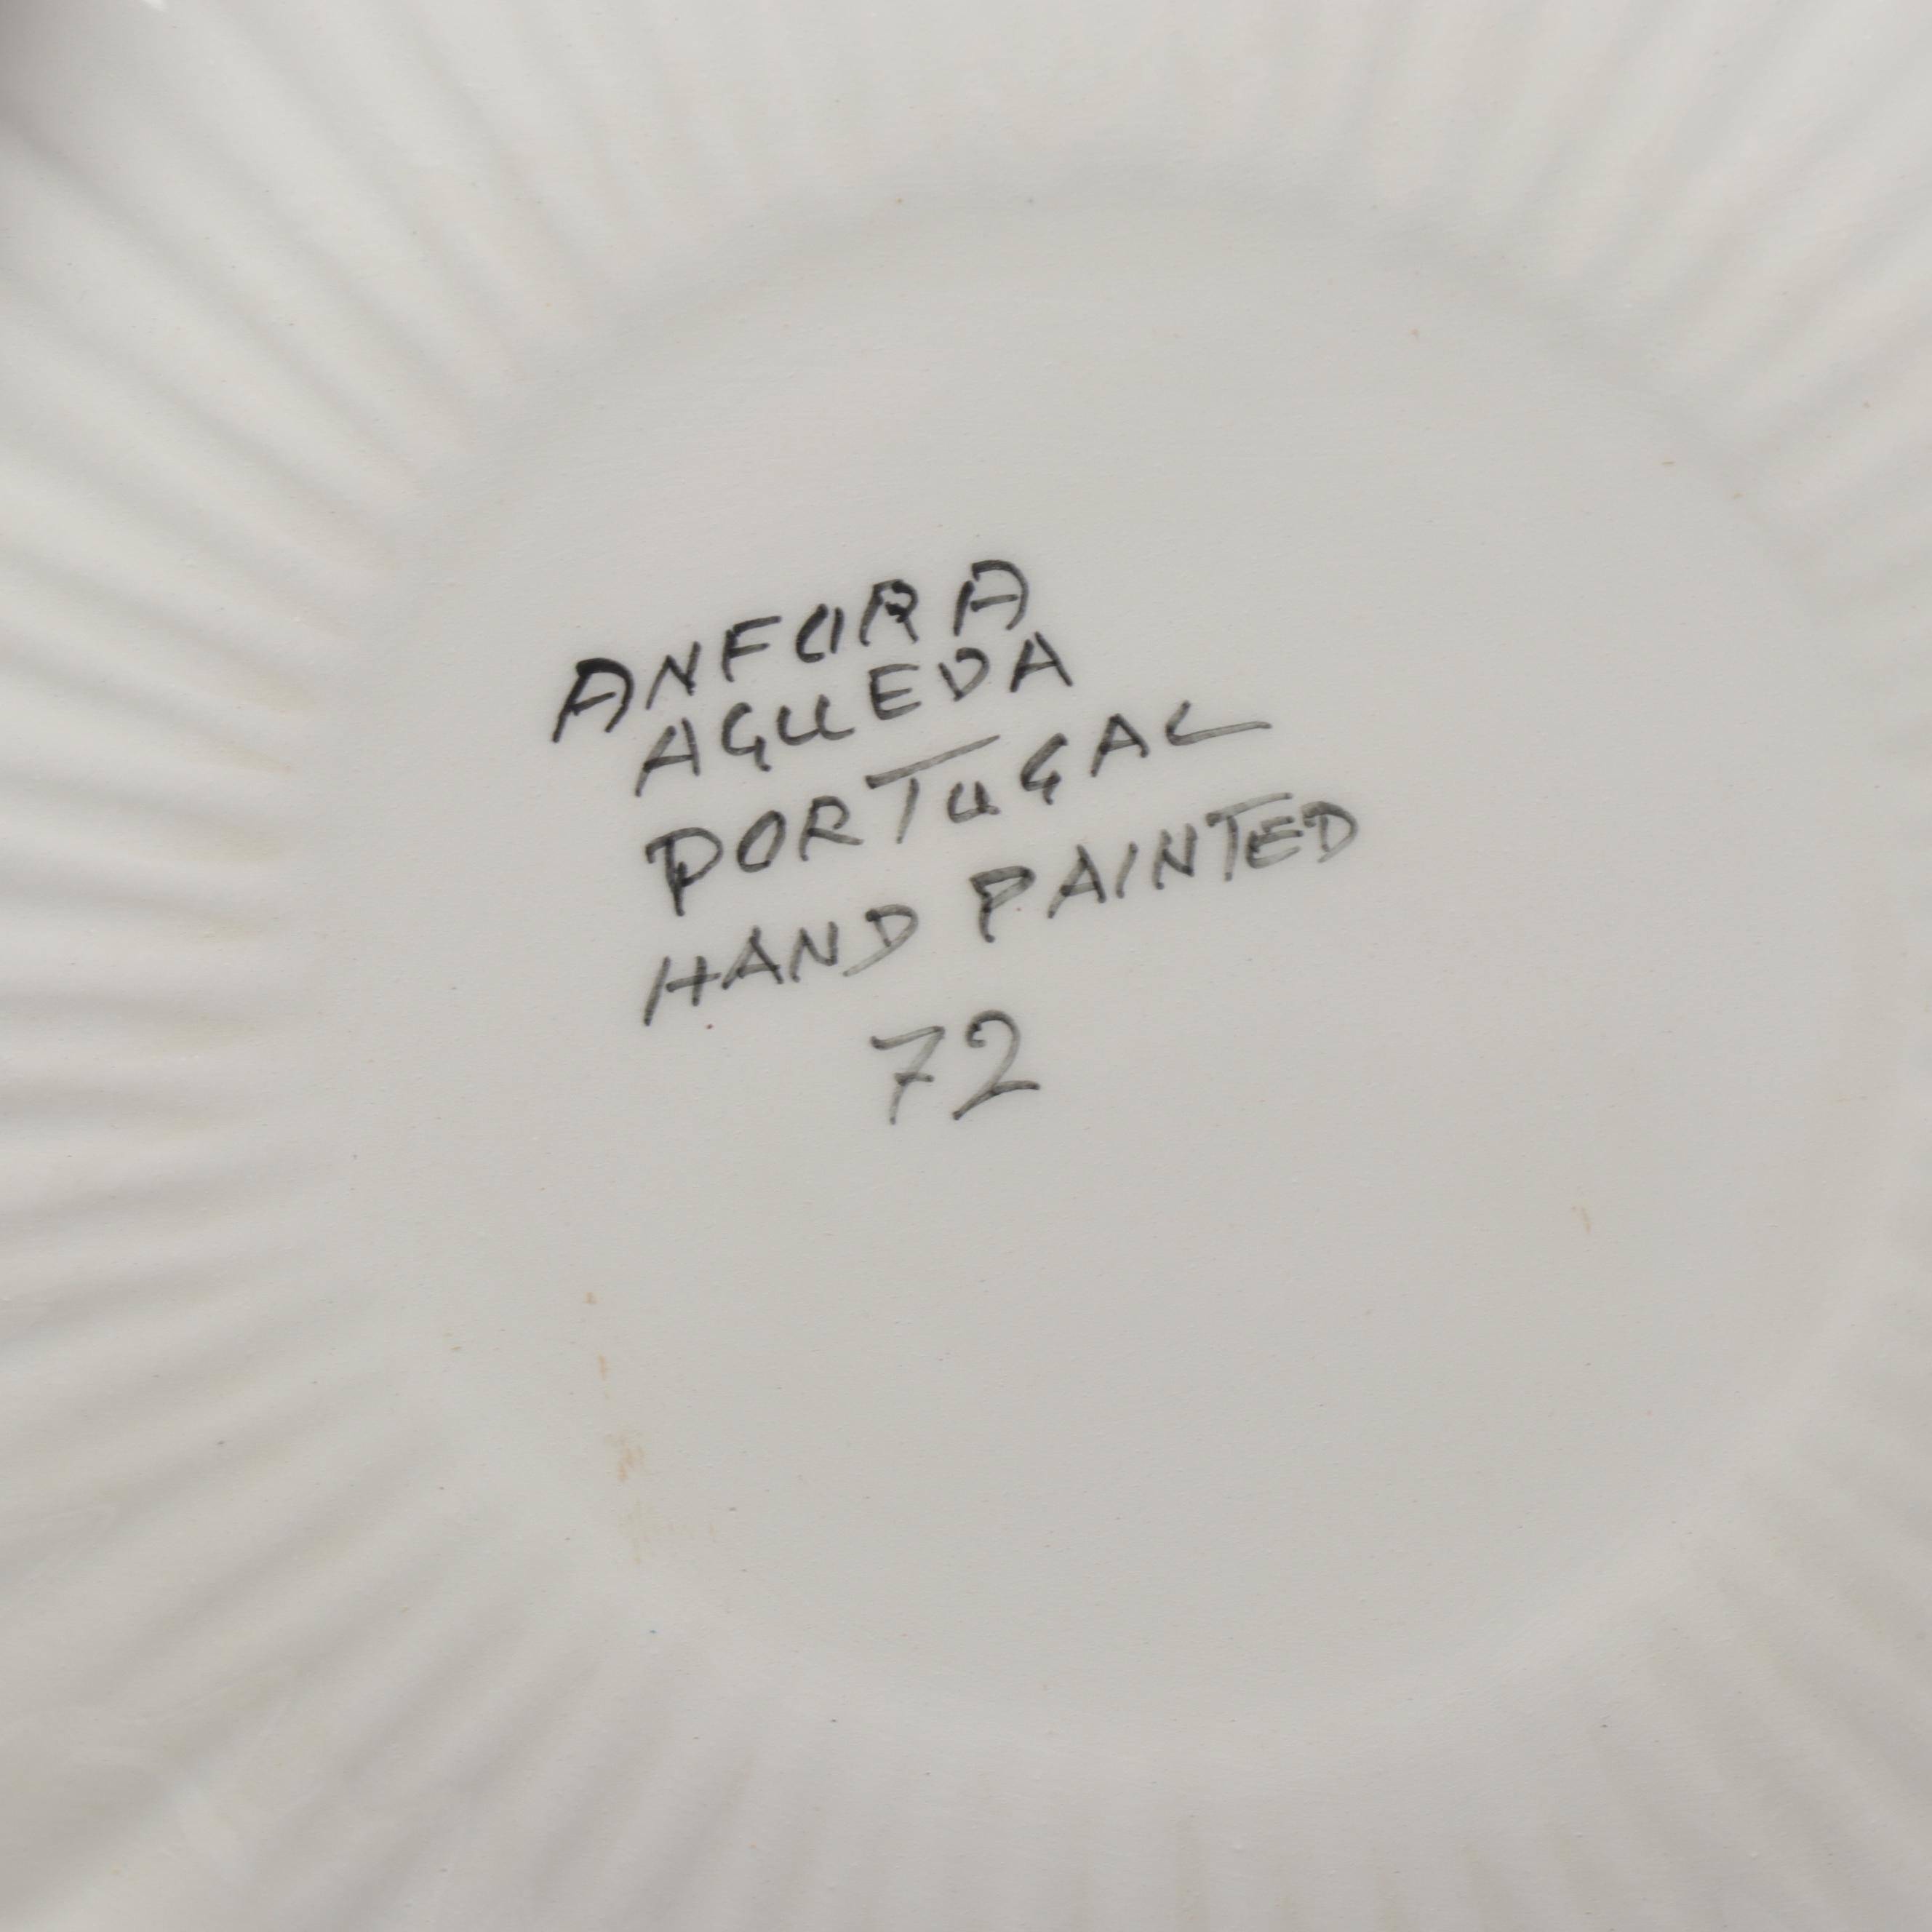 ANFORA
AGUEDA
PORTUGAL
HAND PAINTED
72